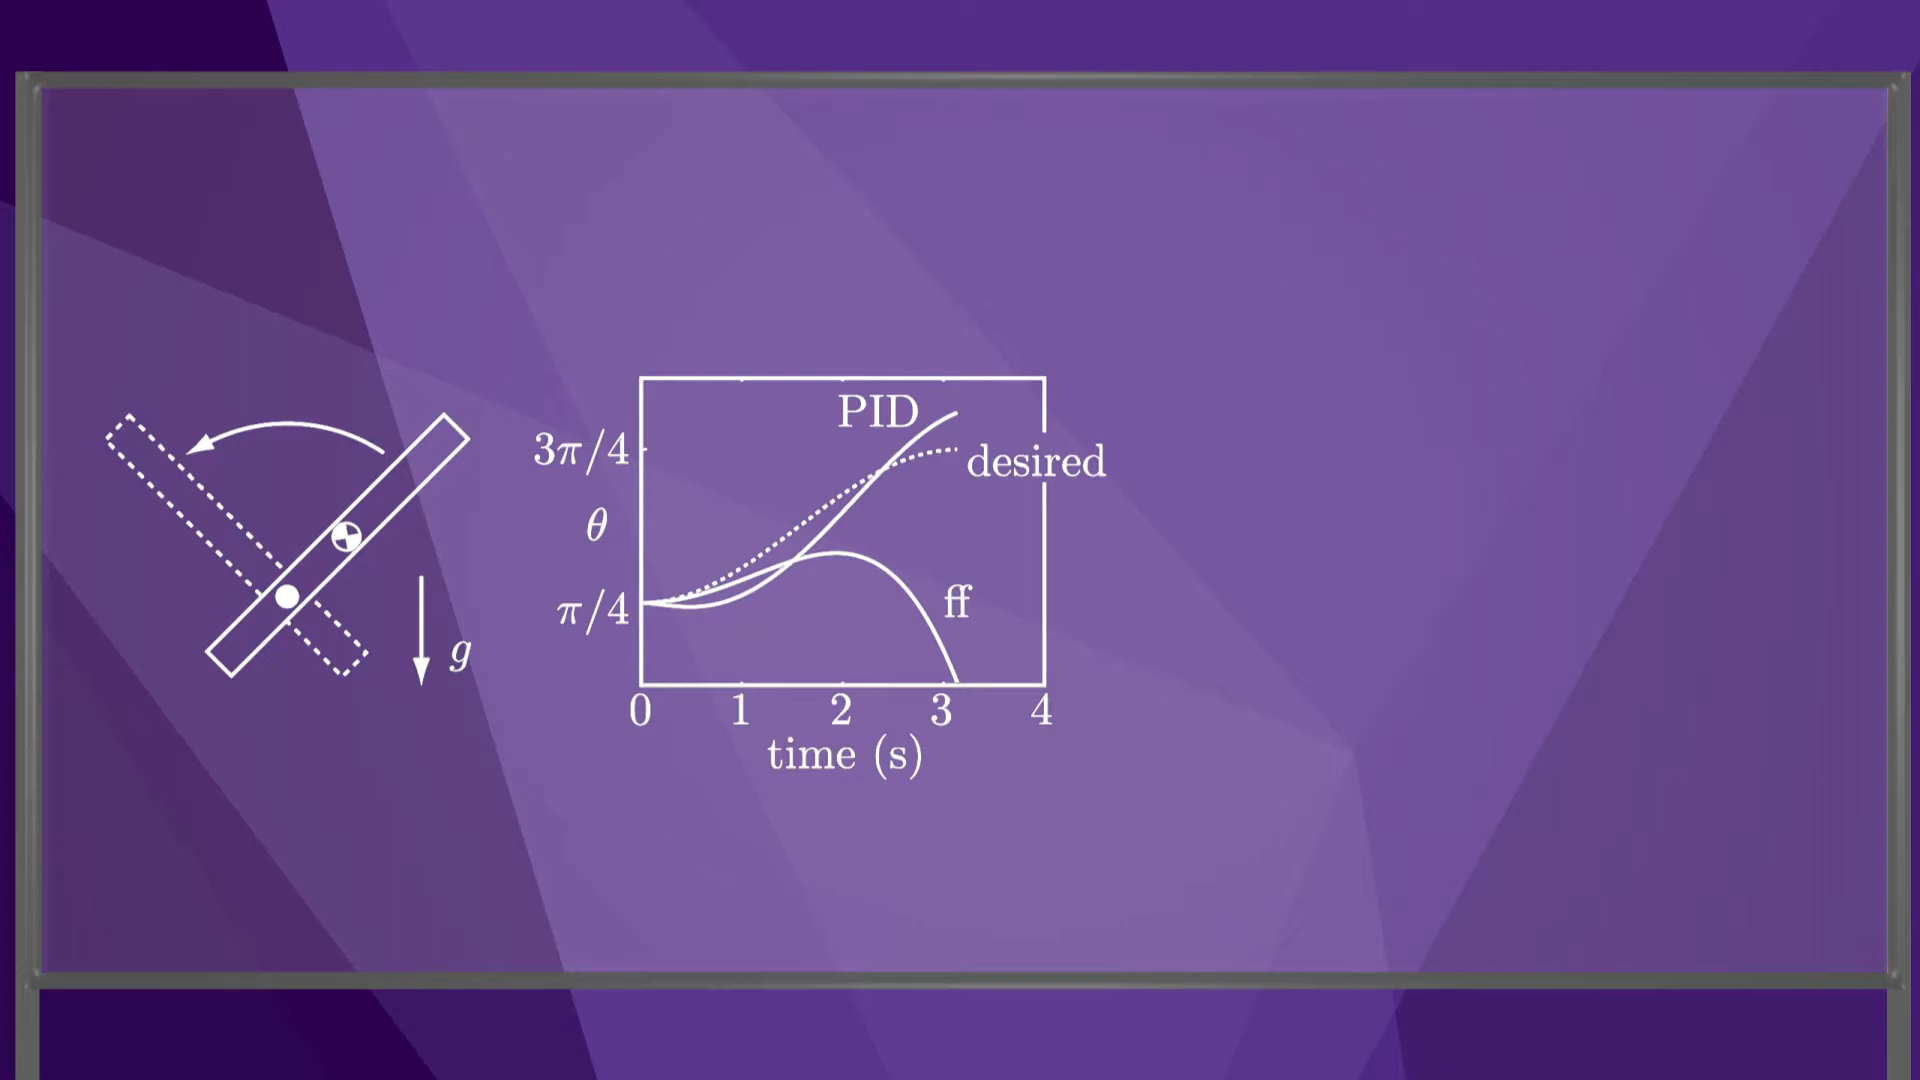 PID
3π/4
desired
θ
ff
π/4
g
0 1 2 3 4
time (s)